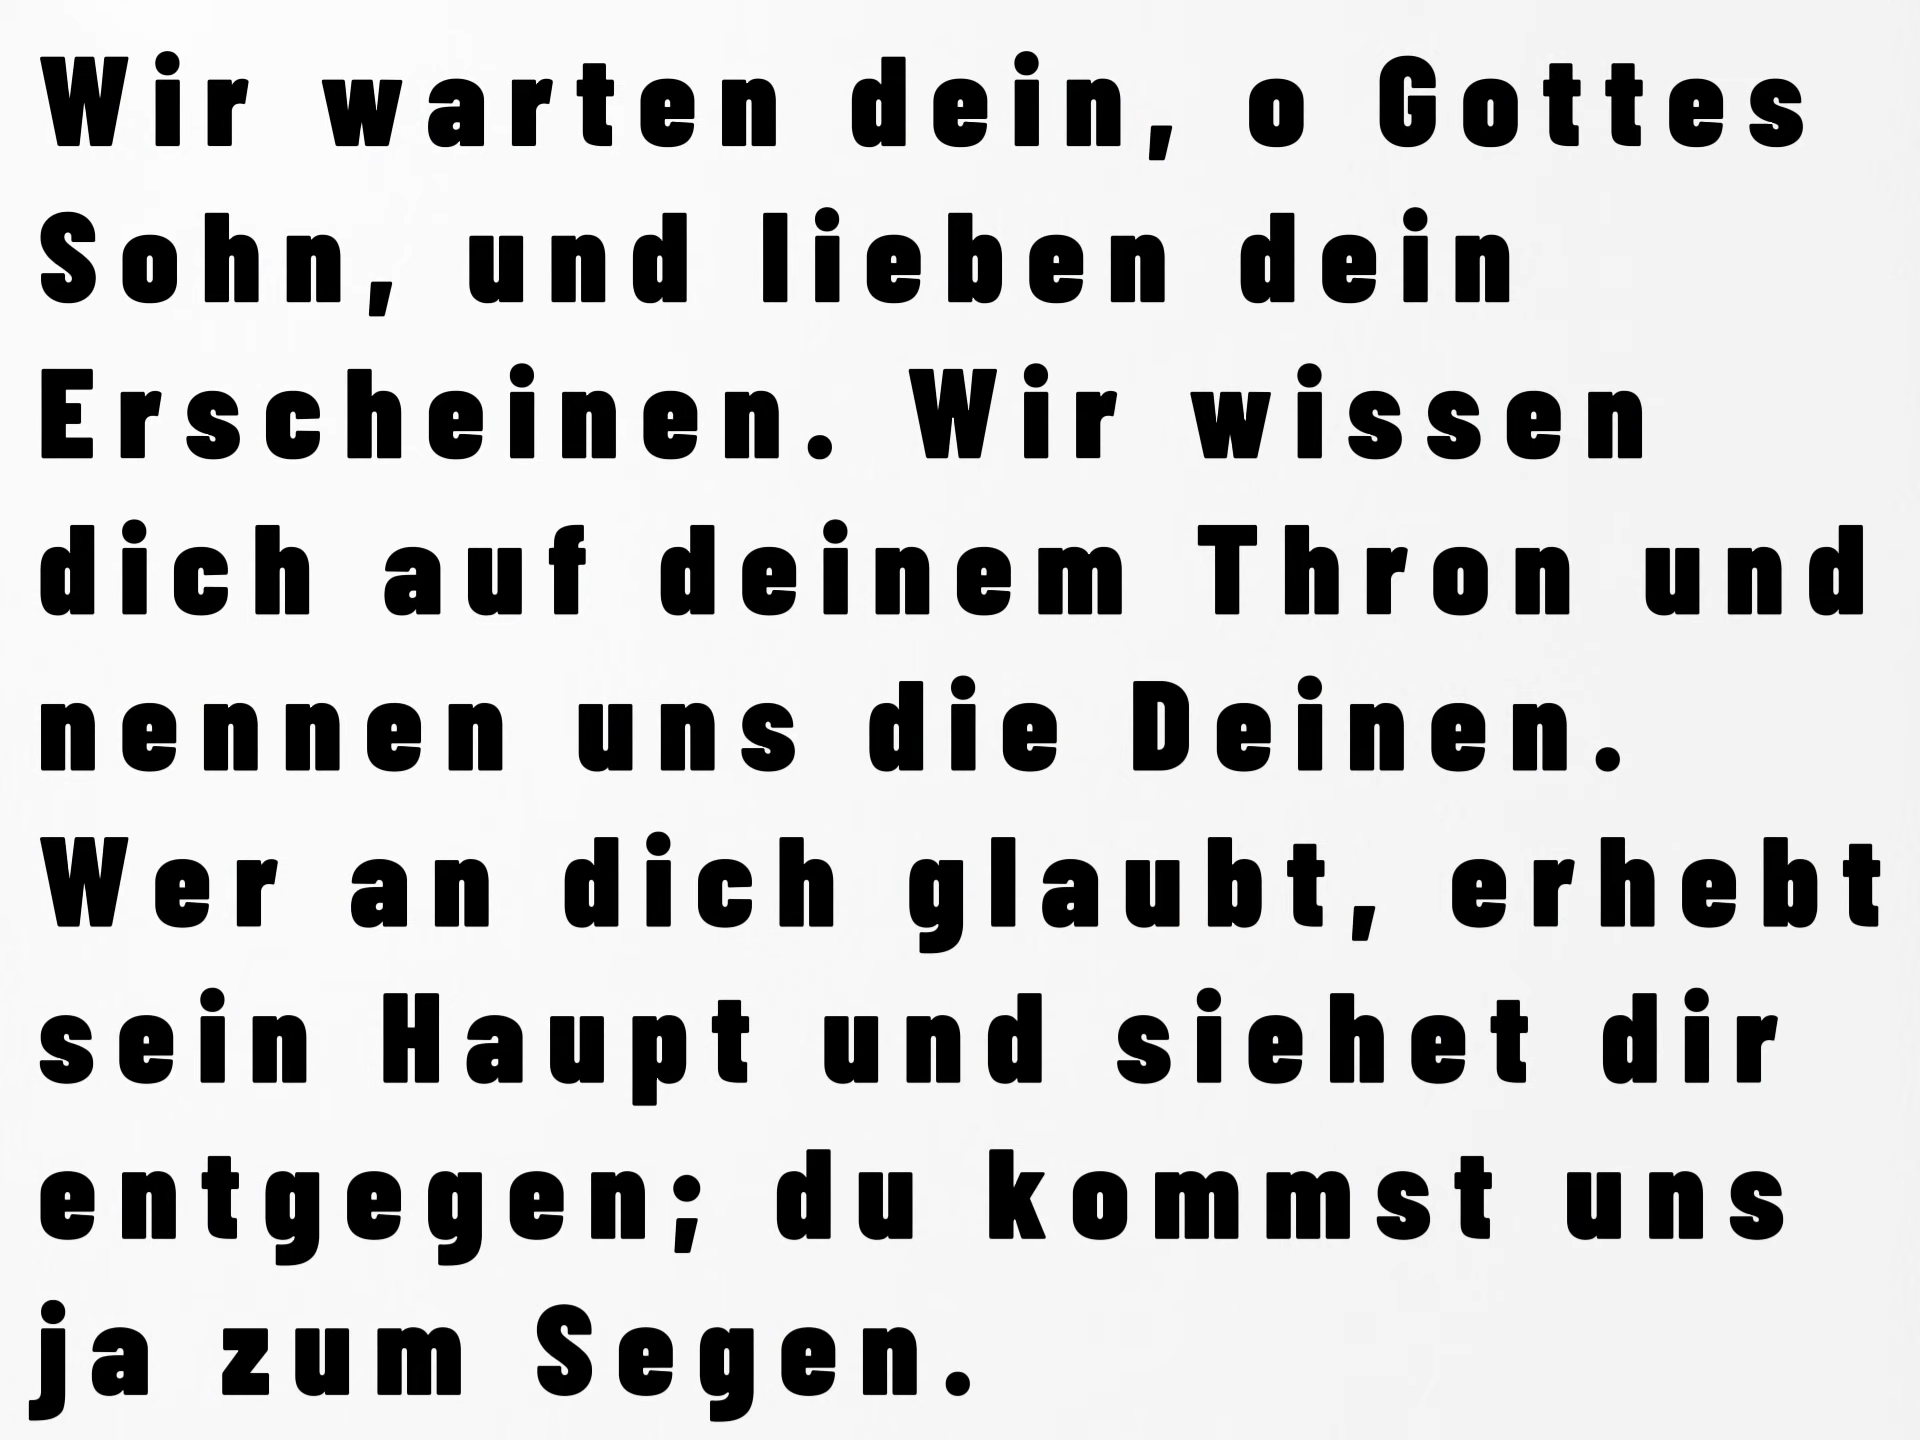 Wir warten dein, o Gottes
Sohn, und lieben dein
Erscheinen. Wir wissen
dich auf deinem Thron und
nennen uns die Deinen.
Wer an dich glaubt, erhebt
sein Haupt und siehet dir
entgegen; du kommst uns
ja zum Segen.